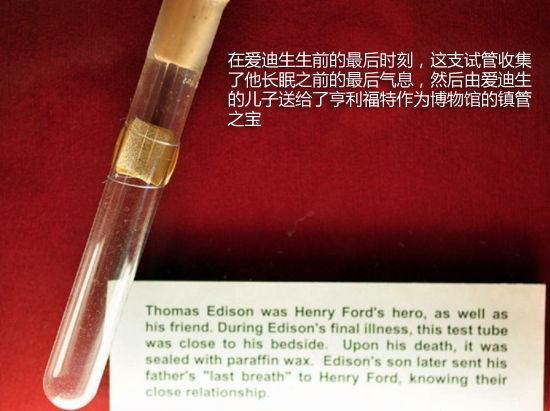 在爱迪生生前的最后时刻，这支试管收集
了他长眠之前的最后气息，然后由爱迪生
的儿子送给了亨利福特作为博物馆的镇管
之宝
Thomas Edison was Henry Ford's hero, as well as
his friend. During Edison's final illness, this test tube
was close to his bedside. Upon his death, it was
sealed with paraffin wax. Edison's son later sent his
father's "last breath" to Henry Ford, knowing their
close relationship.